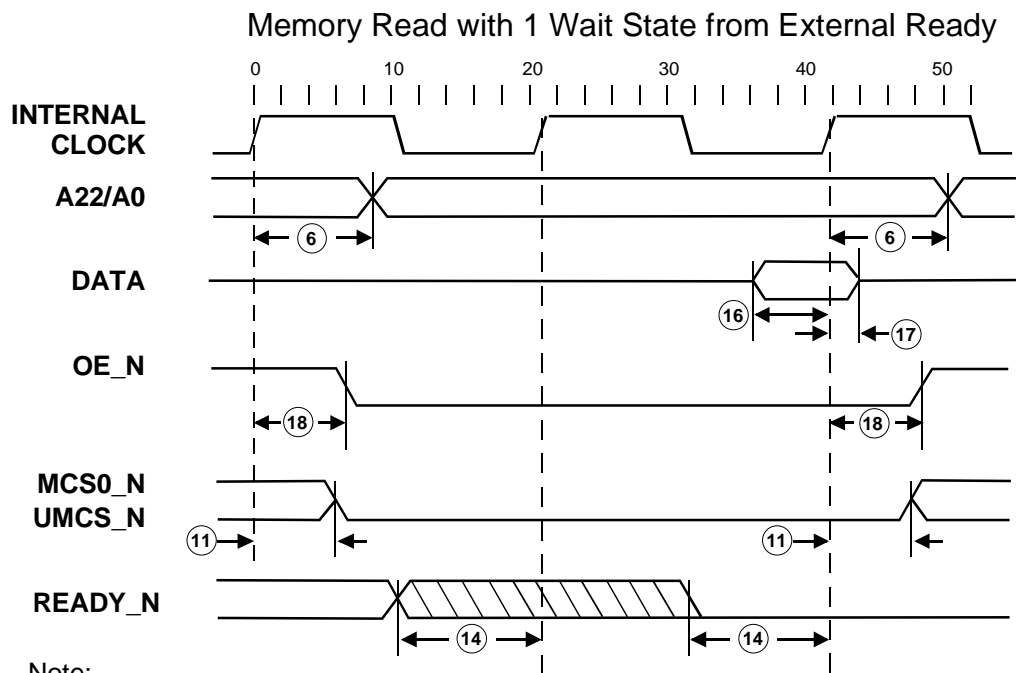 Memory Read with 1 Wait State from External Ready
0 10 20 30 40 50
INTERNAL
CLOCK
A22/A0
6 6
DATA
16
17
OE_N
18 18
MCS0_N
UMCS_N
11 11
READY_N
14 14
Note: